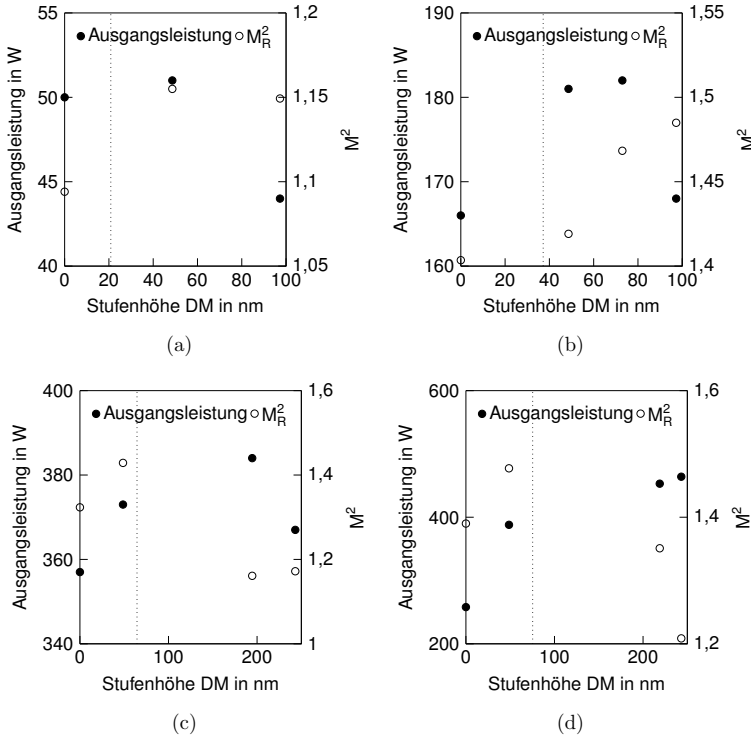 55
50
45
40
Ausgangsleistung in W
● Ausgangsleistung ○ M²_R
1,2
1,15
1,1
1,05
M²
0 20 40 60 80 100
Stufenhöhe DM in nm
(a)
190
180
170
160
Ausgangsleistung in W
● Ausgangsleistung ○ M²_R
1,55
1,5
1,45
1,4
M²
0 20 40 60 80 100
Stufenhöhe DM in nm
(b)
400
380
360
340
Ausgangsleistung in W
● Ausgangsleistung ○ M²_R
1,6
1,4
1,2
1
M²
0 100 200
Stufenhöhe DM in nm
(c)
600
400
200
Ausgangsleistung in W
● Ausgangsleistung ○ M²_R
1,6
1,4
1,2
M²
0 100 200
Stufenhöhe DM in nm
(d)